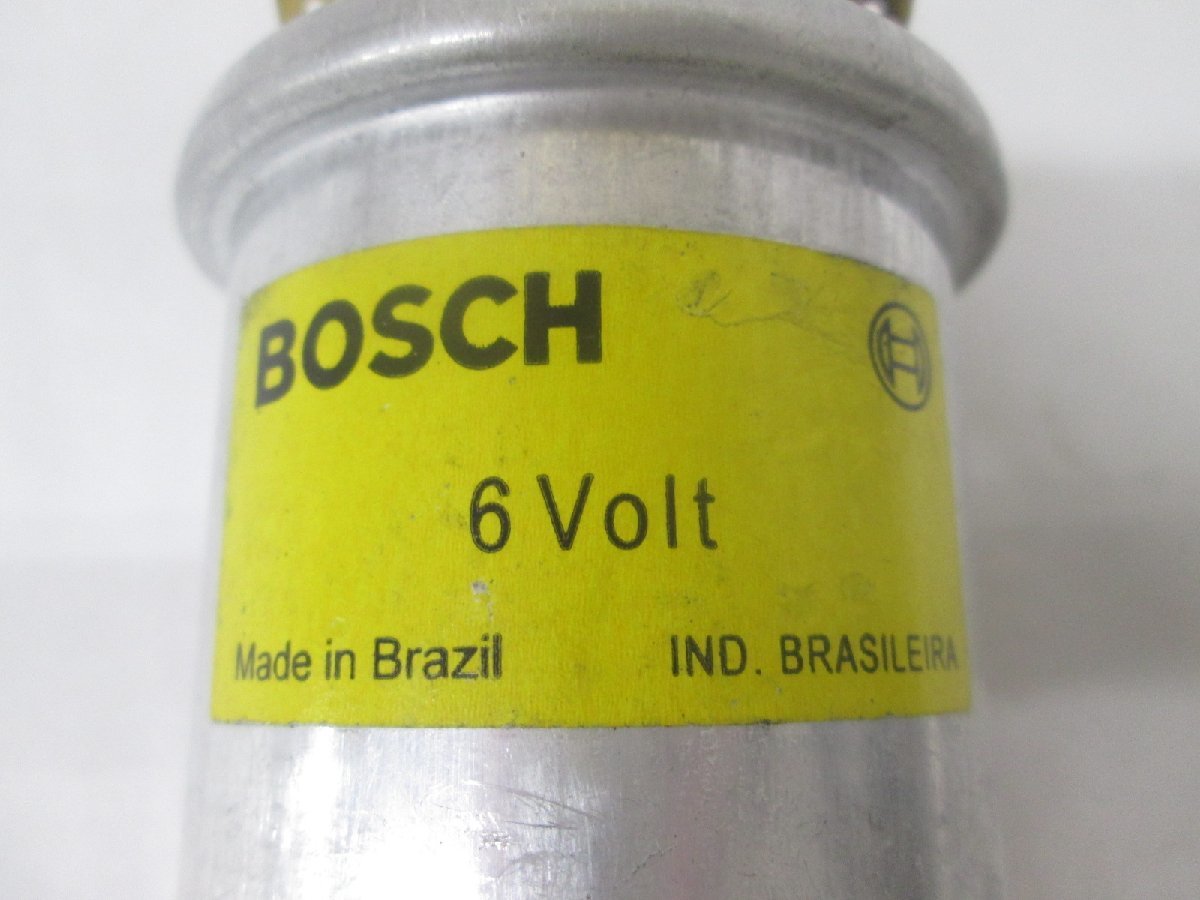 BOSCH
6 Volt
Made in Brazil IND. BRASILEIRA